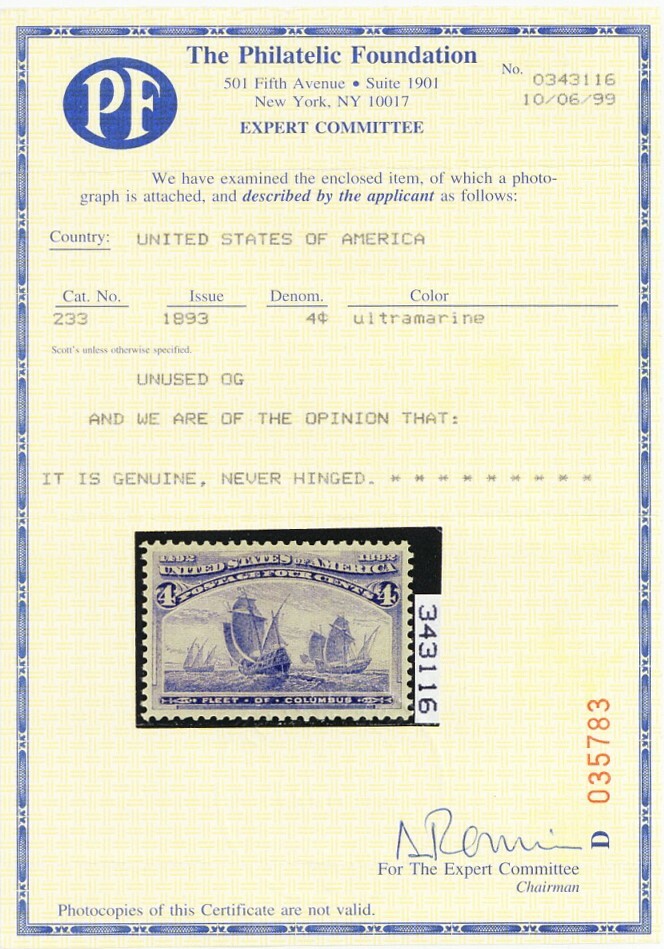 PF
The Philatelic Foundation
501 Fifth Avenue • Suite 1901
New York, NY 10017
EXPERT COMMITTEE
No. 0343116
10/06/99
We have examined the enclosed item, of which a photo-
graph is attached, and described by the applicant as follows:
Country: UNITED STATES OF AMERICA
Cat. No. Issue Denom. Color
233 1893 4¢ ultramarine
Scott's unless otherwise specified.
UNUSED OG
AND WE ARE OF THE OPINION THAT:
IT IS GENUINE, NEVER HINGED. * * * * * * * * *
1492 1892
UNITED STATES OF AMERICA
POSTAGE FOUR CENTS
4 4
FLEET · OF · COLUMBUS
343116
D 035783
For The Expert Committee
Chairman
Photocopies of this Certificate are not valid.